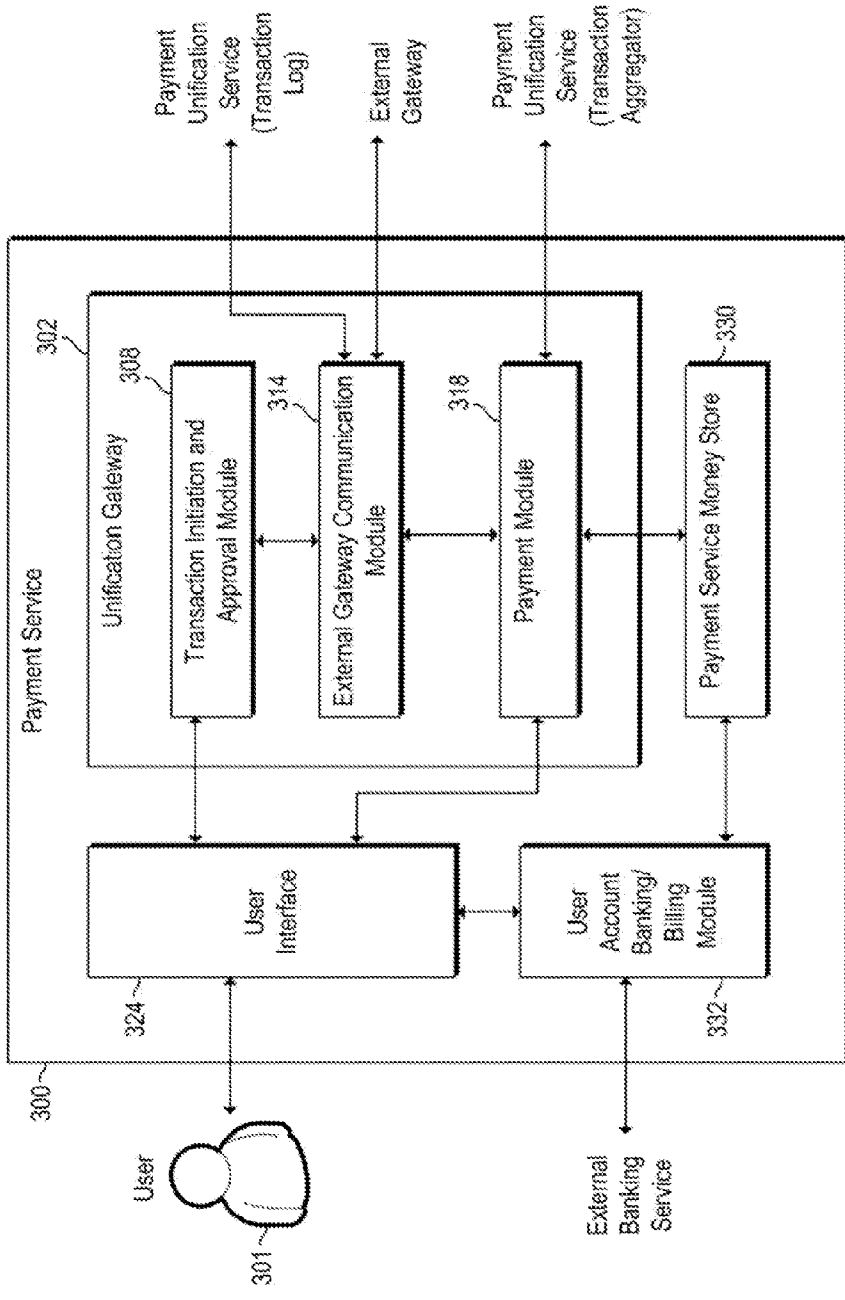 Payment Service
300
User
301
324
User
Interface
302
Unification Gateway
308
Transaction Initiation and
Approval Module
314
External Gateway Communication
Module
318
Payment Module
Payment
Unification
Service
(Transaction
Log)
External
Gateway
Payment
Unification
Service
(Transaction
Aggregator)
External
Banking
Service
332
User
Account
Banking/
Billing
Module
330
Payment Service Money Store